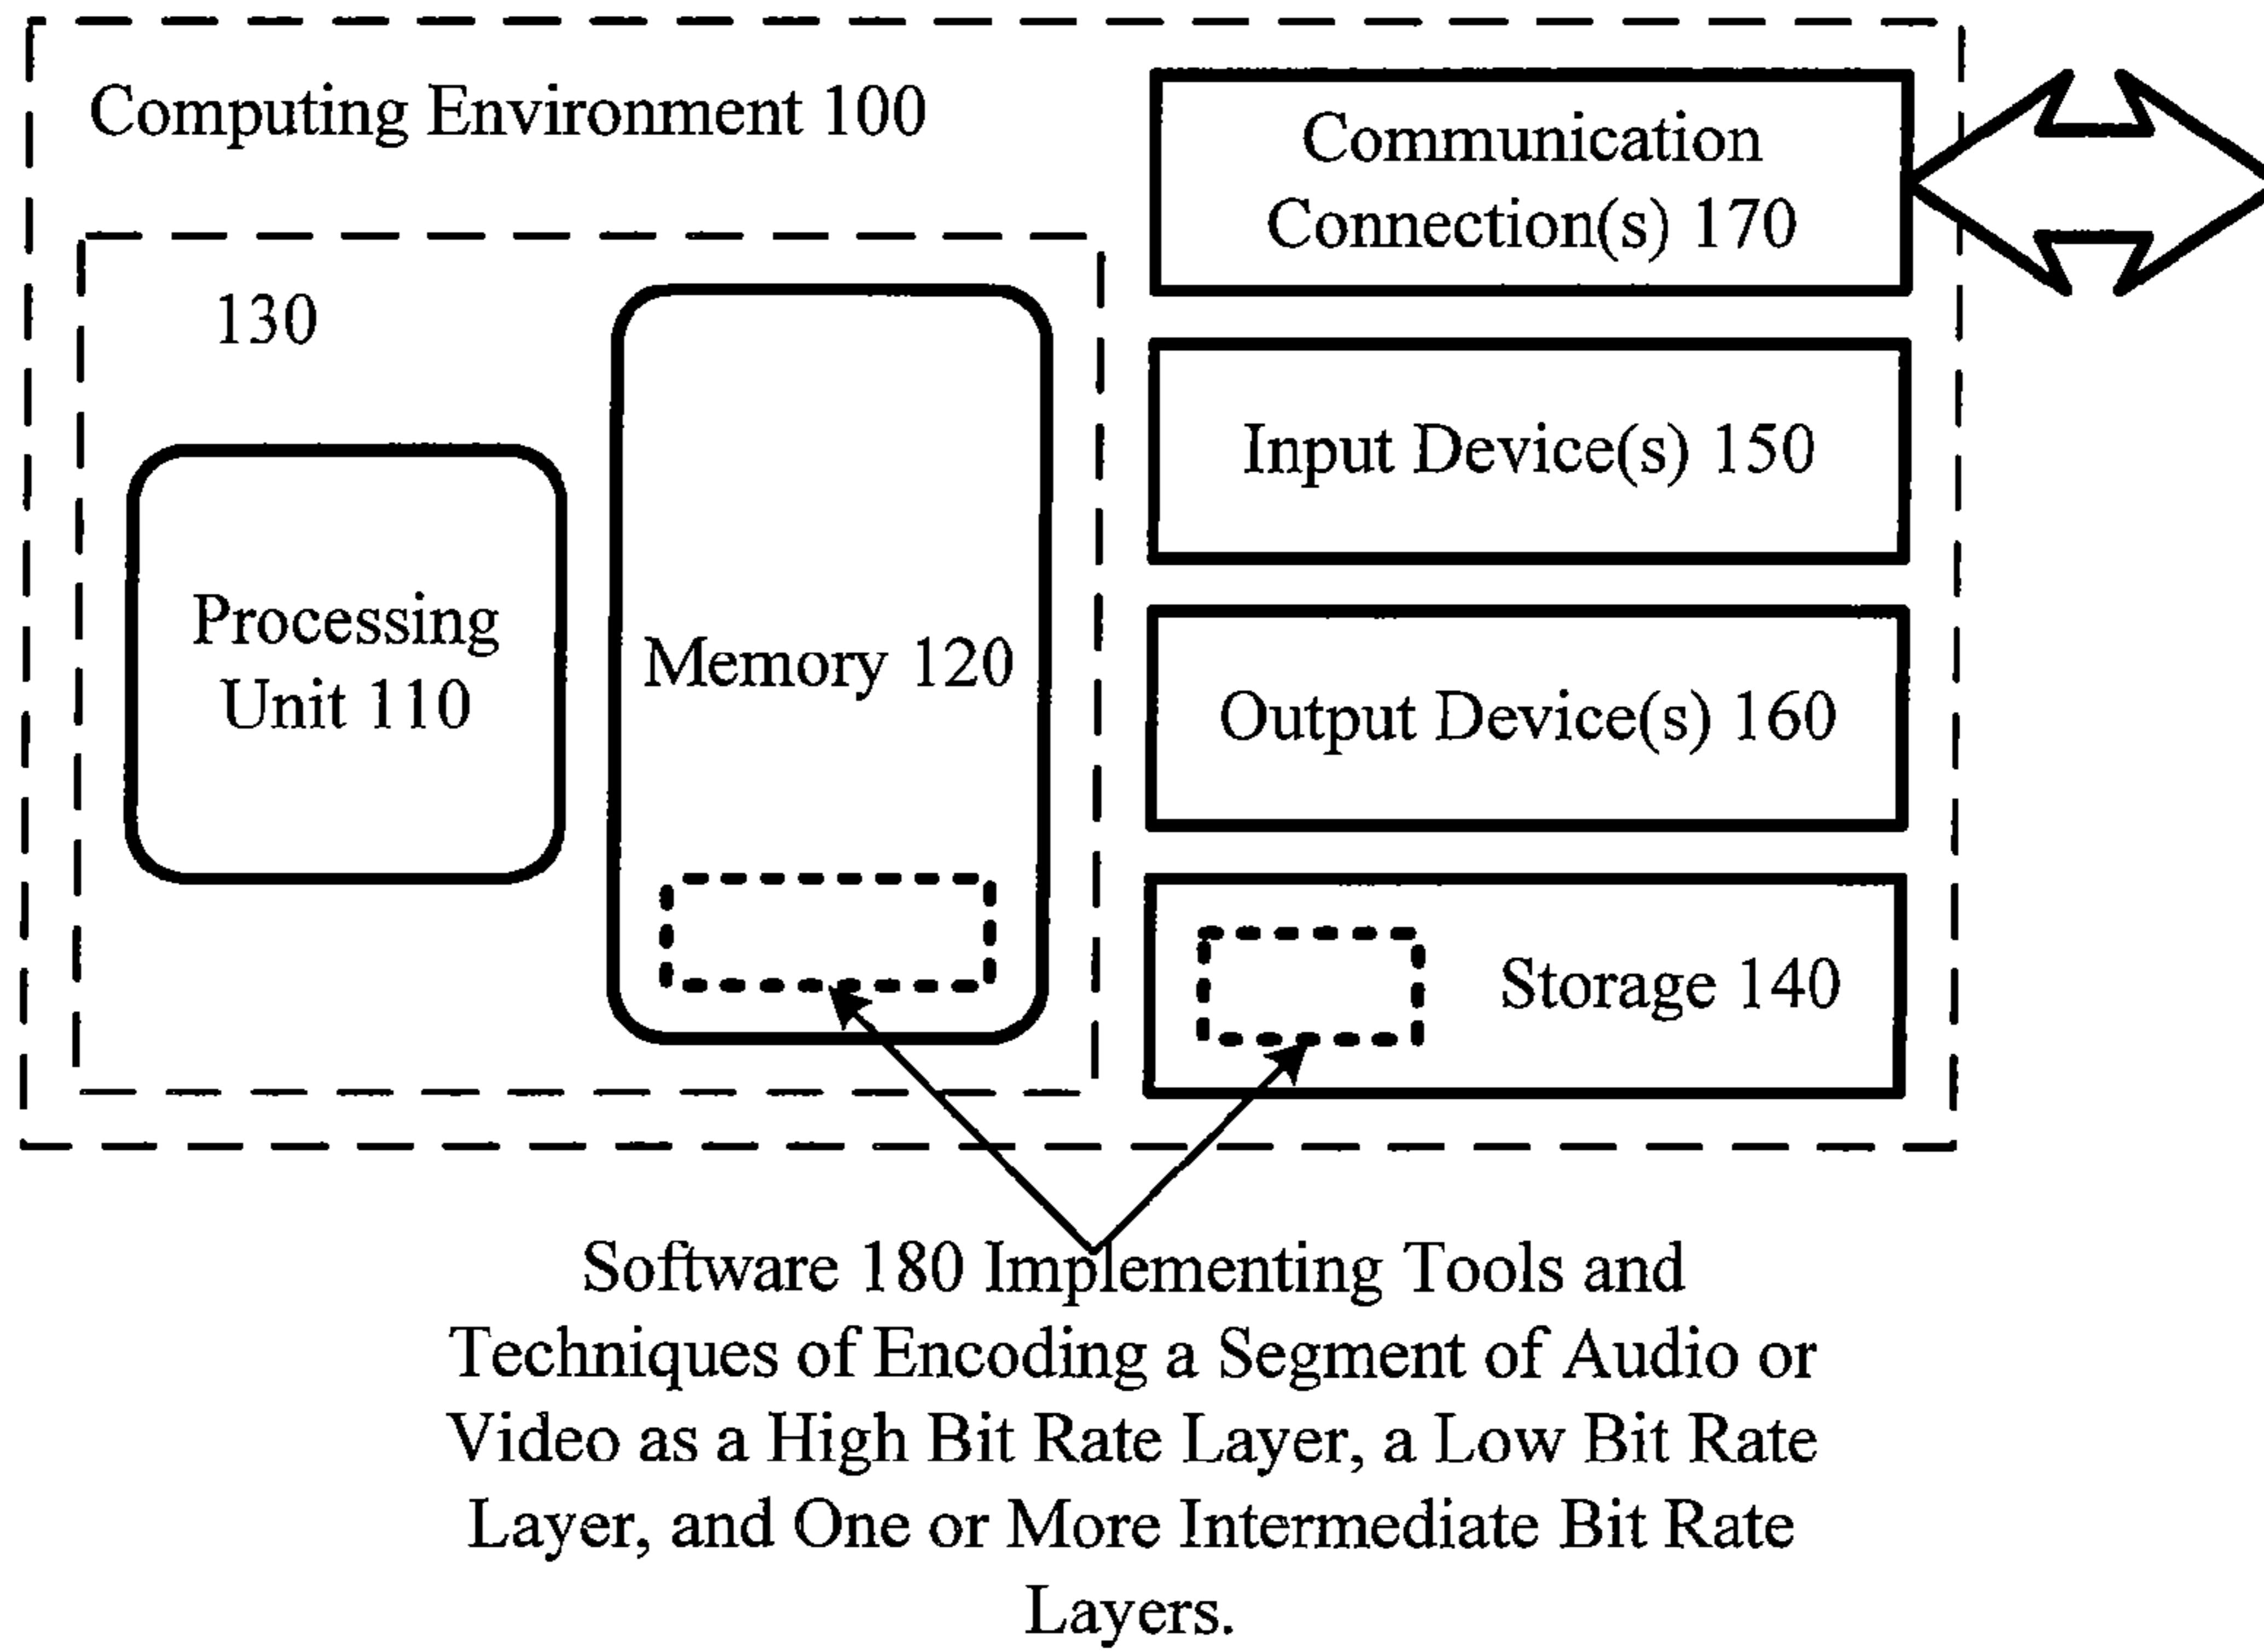 Computing Environment 100
Communication
Connection(s) 170
130
Input Device(s) 150
Processing
Unit 110
Memory 120
Output Device(s) 160
Storage 140
Software 180 Implementing Tools and
Techniques of Encoding a Segment of Audio or
Video as a High Bit Rate Layer, a Low Bit Rate
Layer, and One or More Intermediate Bit Rate
Layers.